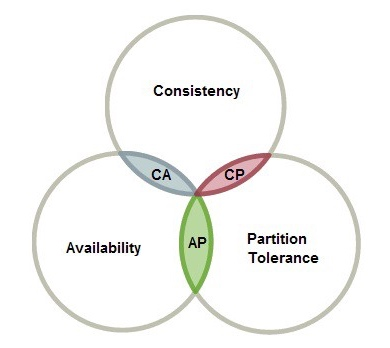 Consistency
CA
CP
Availability
AP
Partition
Tolerance